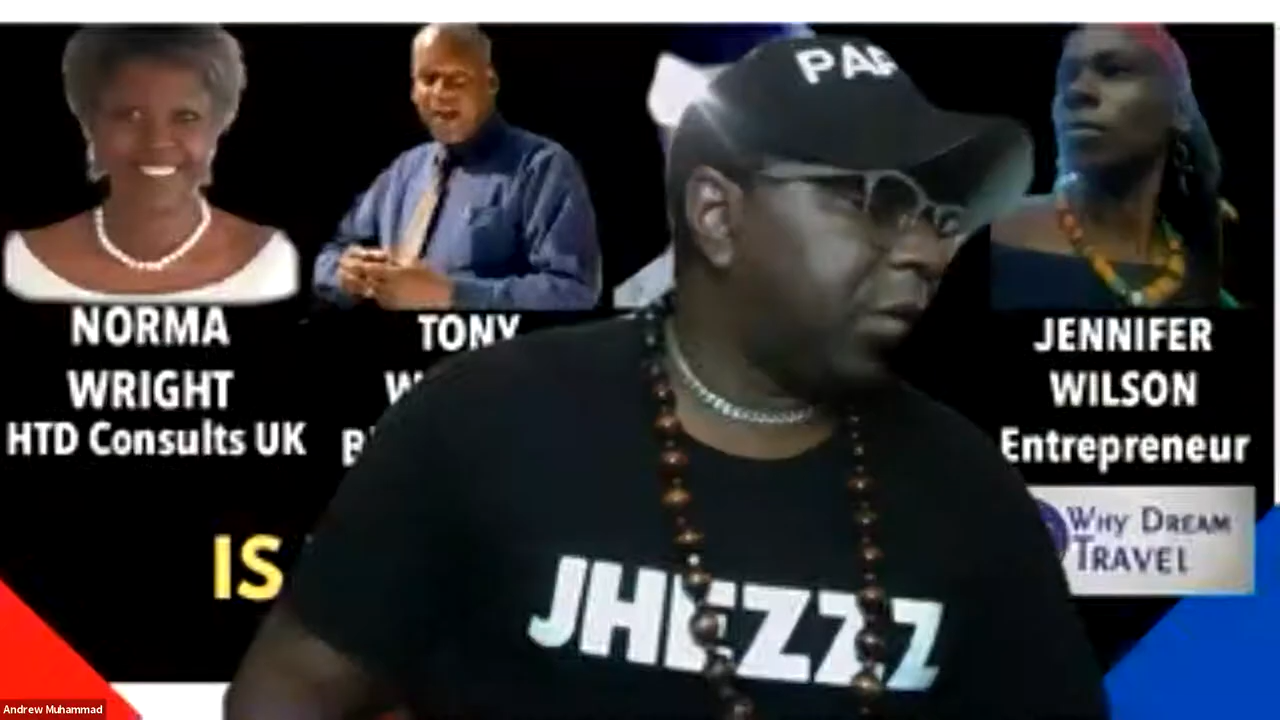 PAP
NORMA
WRIGHT
HTD Consults UK
TONY
JENNIFER
WILSON
Entrepreneur
WHY DREAM
TRAVEL
IS
JHEZZZ
Andrew Muhammad